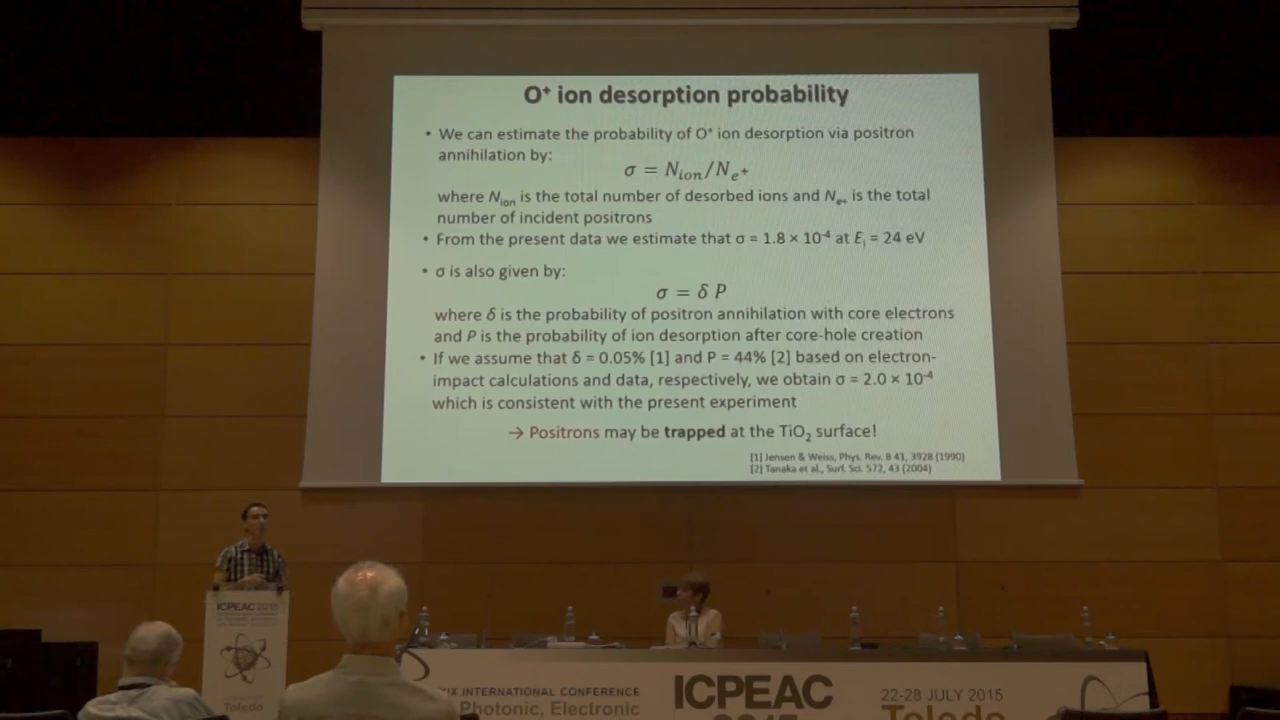 O⁺ ion desorption probability
• We can estimate the probability of O⁺ ion desorption via positron
annihilation by:
σ = N_ion/N_e⁺
where N_ion is the total number of desorbed ions and N_e+ is the total
number of incident positrons
• From the present data we estimate that σ = 1.8 × 10⁻⁴ at E_i = 24 eV
• σ is also given by:
σ = δ P
where δ is the probability of positron annihilation with core electrons
and P is the probability of ion desorption after core-hole creation
• If we assume that δ = 0.05% [1] and P = 44% [2] based on electron-
impact calculations and data, respectively, we obtain σ = 2.0 × 10⁻⁴
which is consistent with the present experiment
→ Positrons may be trapped at the TiO₂ surface!
[1] Jensen & Weiss, Phys. Rev. B 41, 3928 (1990)
[2] Tanaka et al., Surf. Sci. 572, 43 (2004)
ICPEAC 2015
Toledo
XIX INTERNATIONAL CONFERENCE
Photonic, Electronic
ICPEAC
2015
22-28 JULY 2015
Toledo